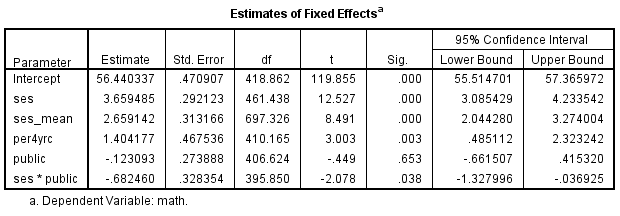 Estimates of Fixed Effectsa
95% Confidence Interval
Parameter Estimate Std. Error df t Sig. Lower Bound Upper Bound
Intercept 56.440337 .470907 418.862 119.855 .000 55.514701 57.365972
ses 3.659485 .292123 461.438 12.527 .000 3.085429 4.233542
ses_mean 2.659142 .313166 697.326 8.491 .000 2.044280 3.274004
per4yrc 1.404177 .467536 410.165 3.003 .003 .485112 2.323242
public -.123093 .273888 406.624 -.449 .653 -.661507 .415320
ses * public -.682460 .328354 395.850 -2.078 .038 -1.327996 -.036925
a. Dependent Variable: math.